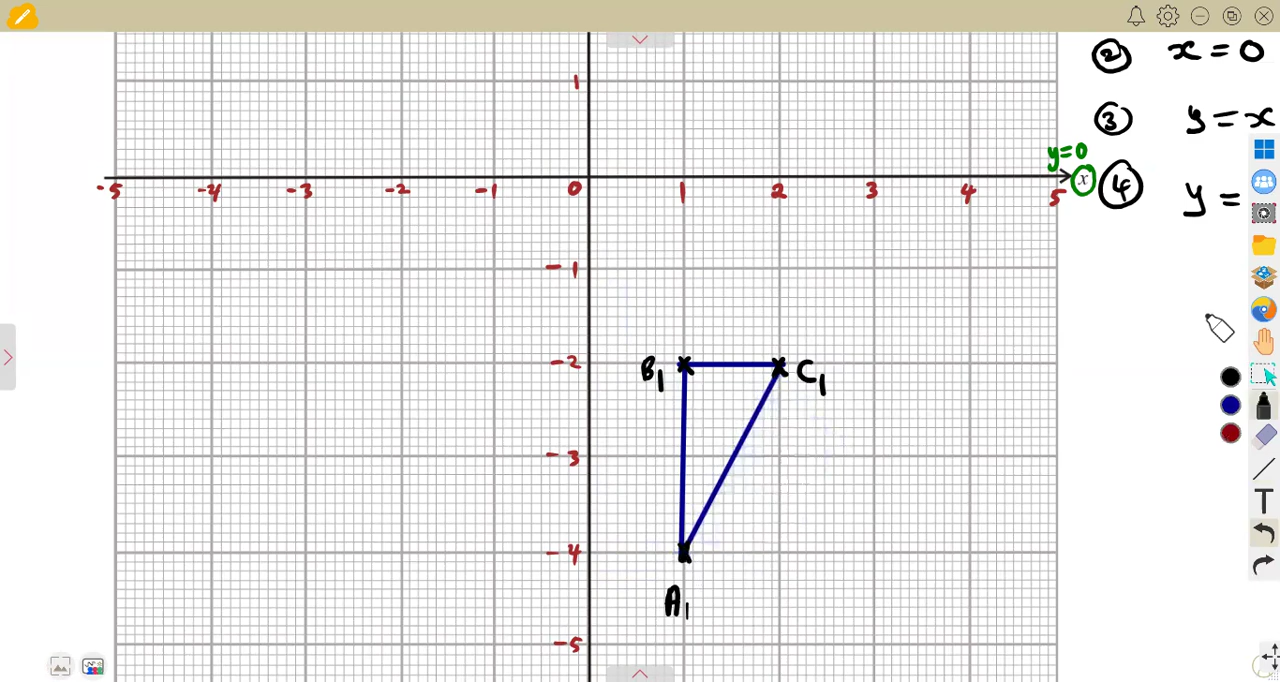 ② x = 0
1
③ y = x
y=0
-5 -4 -3 -2 -1 0 1 2 3 4 5 x
④ y =
-1
-2
B1 C1
-3
-4
A1
-5
T